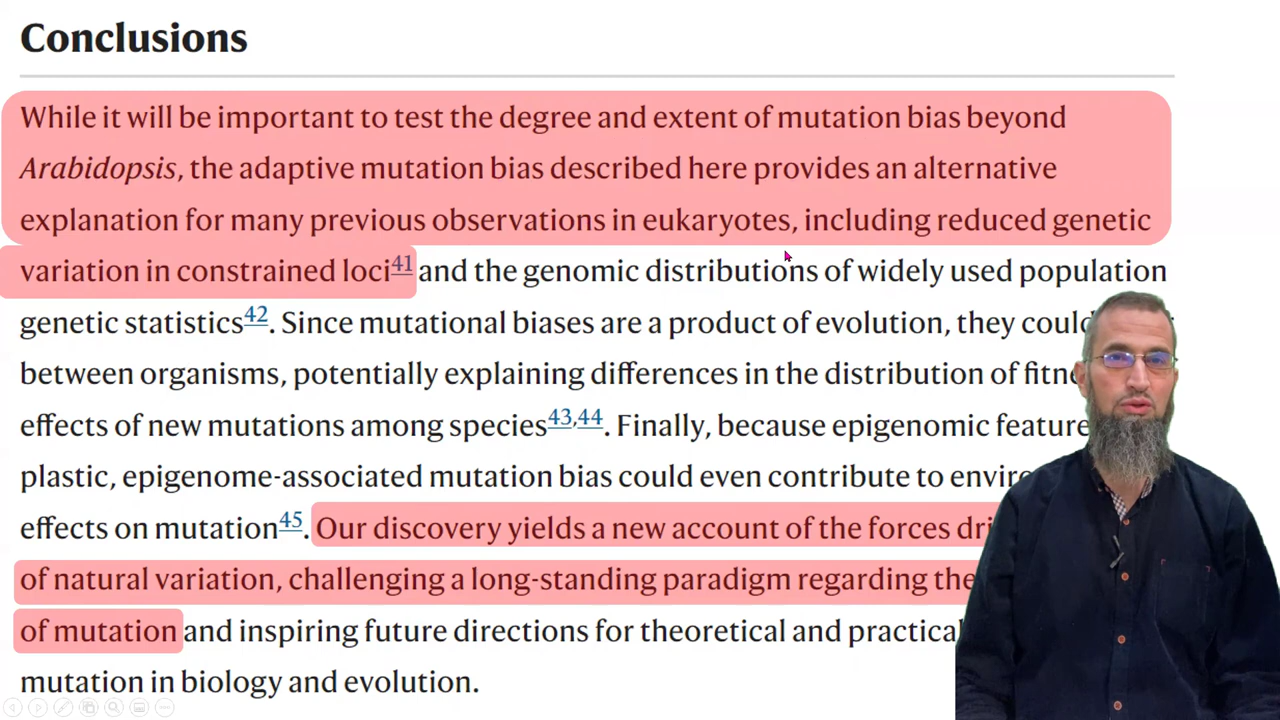 Conclusions
While it will be important to test the degree and extent of mutation bias beyond
Arabidopsis, the adaptive mutation bias described here provides an alternative
explanation for many previous observations in eukaryotes, including reduced genetic
variation in constrained loci41 and the genomic distributions of widely used population
genetic statistics42. Since mutational biases are a product of evolution, they could
between organisms, potentially explaining differences in the distribution of
effects of new mutations among species43,44. Finally, because epigenomic
plastic, epigenome-associated mutation bias could even contribute to
effects on mutation45. Our discovery yields a new account of the forces
of natural variation, challenging a long-standing paradigm regarding the
of mutation and inspiring future directions for theoretical and practical
mutation in biology and evolution.